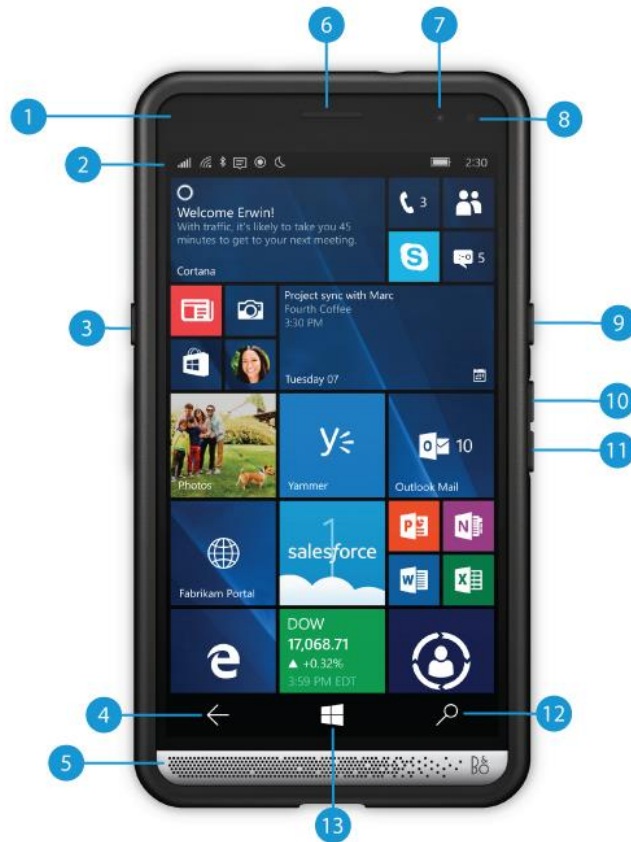 6
7
1
8
2
2:30
Welcome Erwin!
With traffic, it's likely to take you 45
minutes to get to your next meeting.
Cortana
3
S
:-o 5
3
Project sync with Marc
Fourth Coffee
3:30 PM
Tuesday 07
9
10
11
Photos
y
Yammer
o 10
Outlook Mail
P
N
Fabrikam Portal
1
salesforce
W
X
e
DOW
17,068.71
▲ +0.32%
3:59 PM EDT
4
12
5
B&O
13